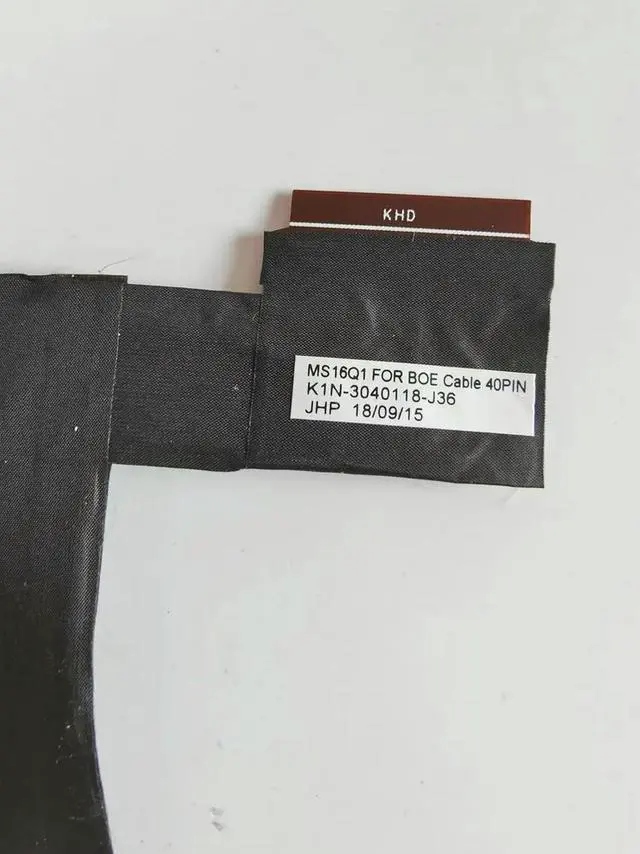 KHD
MS16Q1 FOR BOE Cable 40PIN
K1N-3040118-J36
JHP 18/09/15